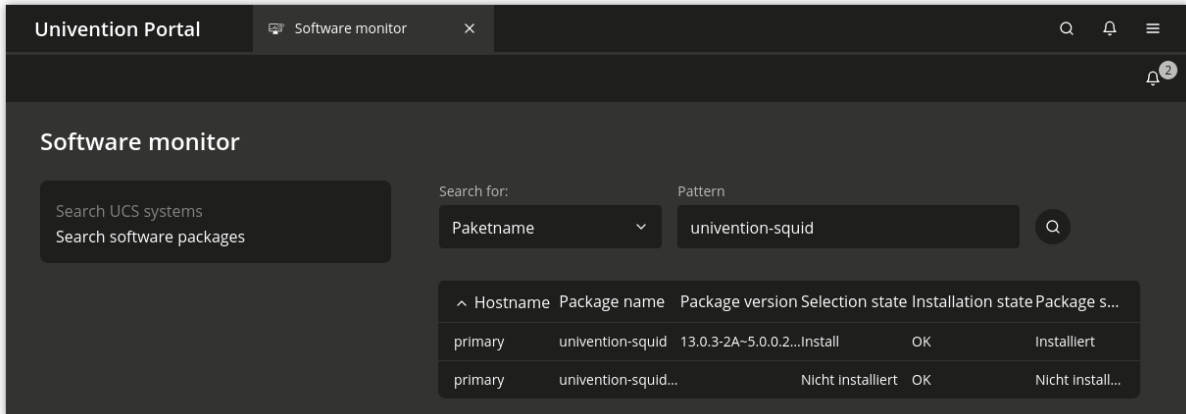 Univention Portal Software monitor
2
Software monitor
Search UCS systems
Search software packages
Search for: Pattern
Paketname univention-squid
Hostname Package name Package version Selection state Installation state Package s...
primary univention-squid 13.0.3-2A~5.0.0.2... Install OK Installiert
primary univention-squid... Nicht installiert OK Nicht install...